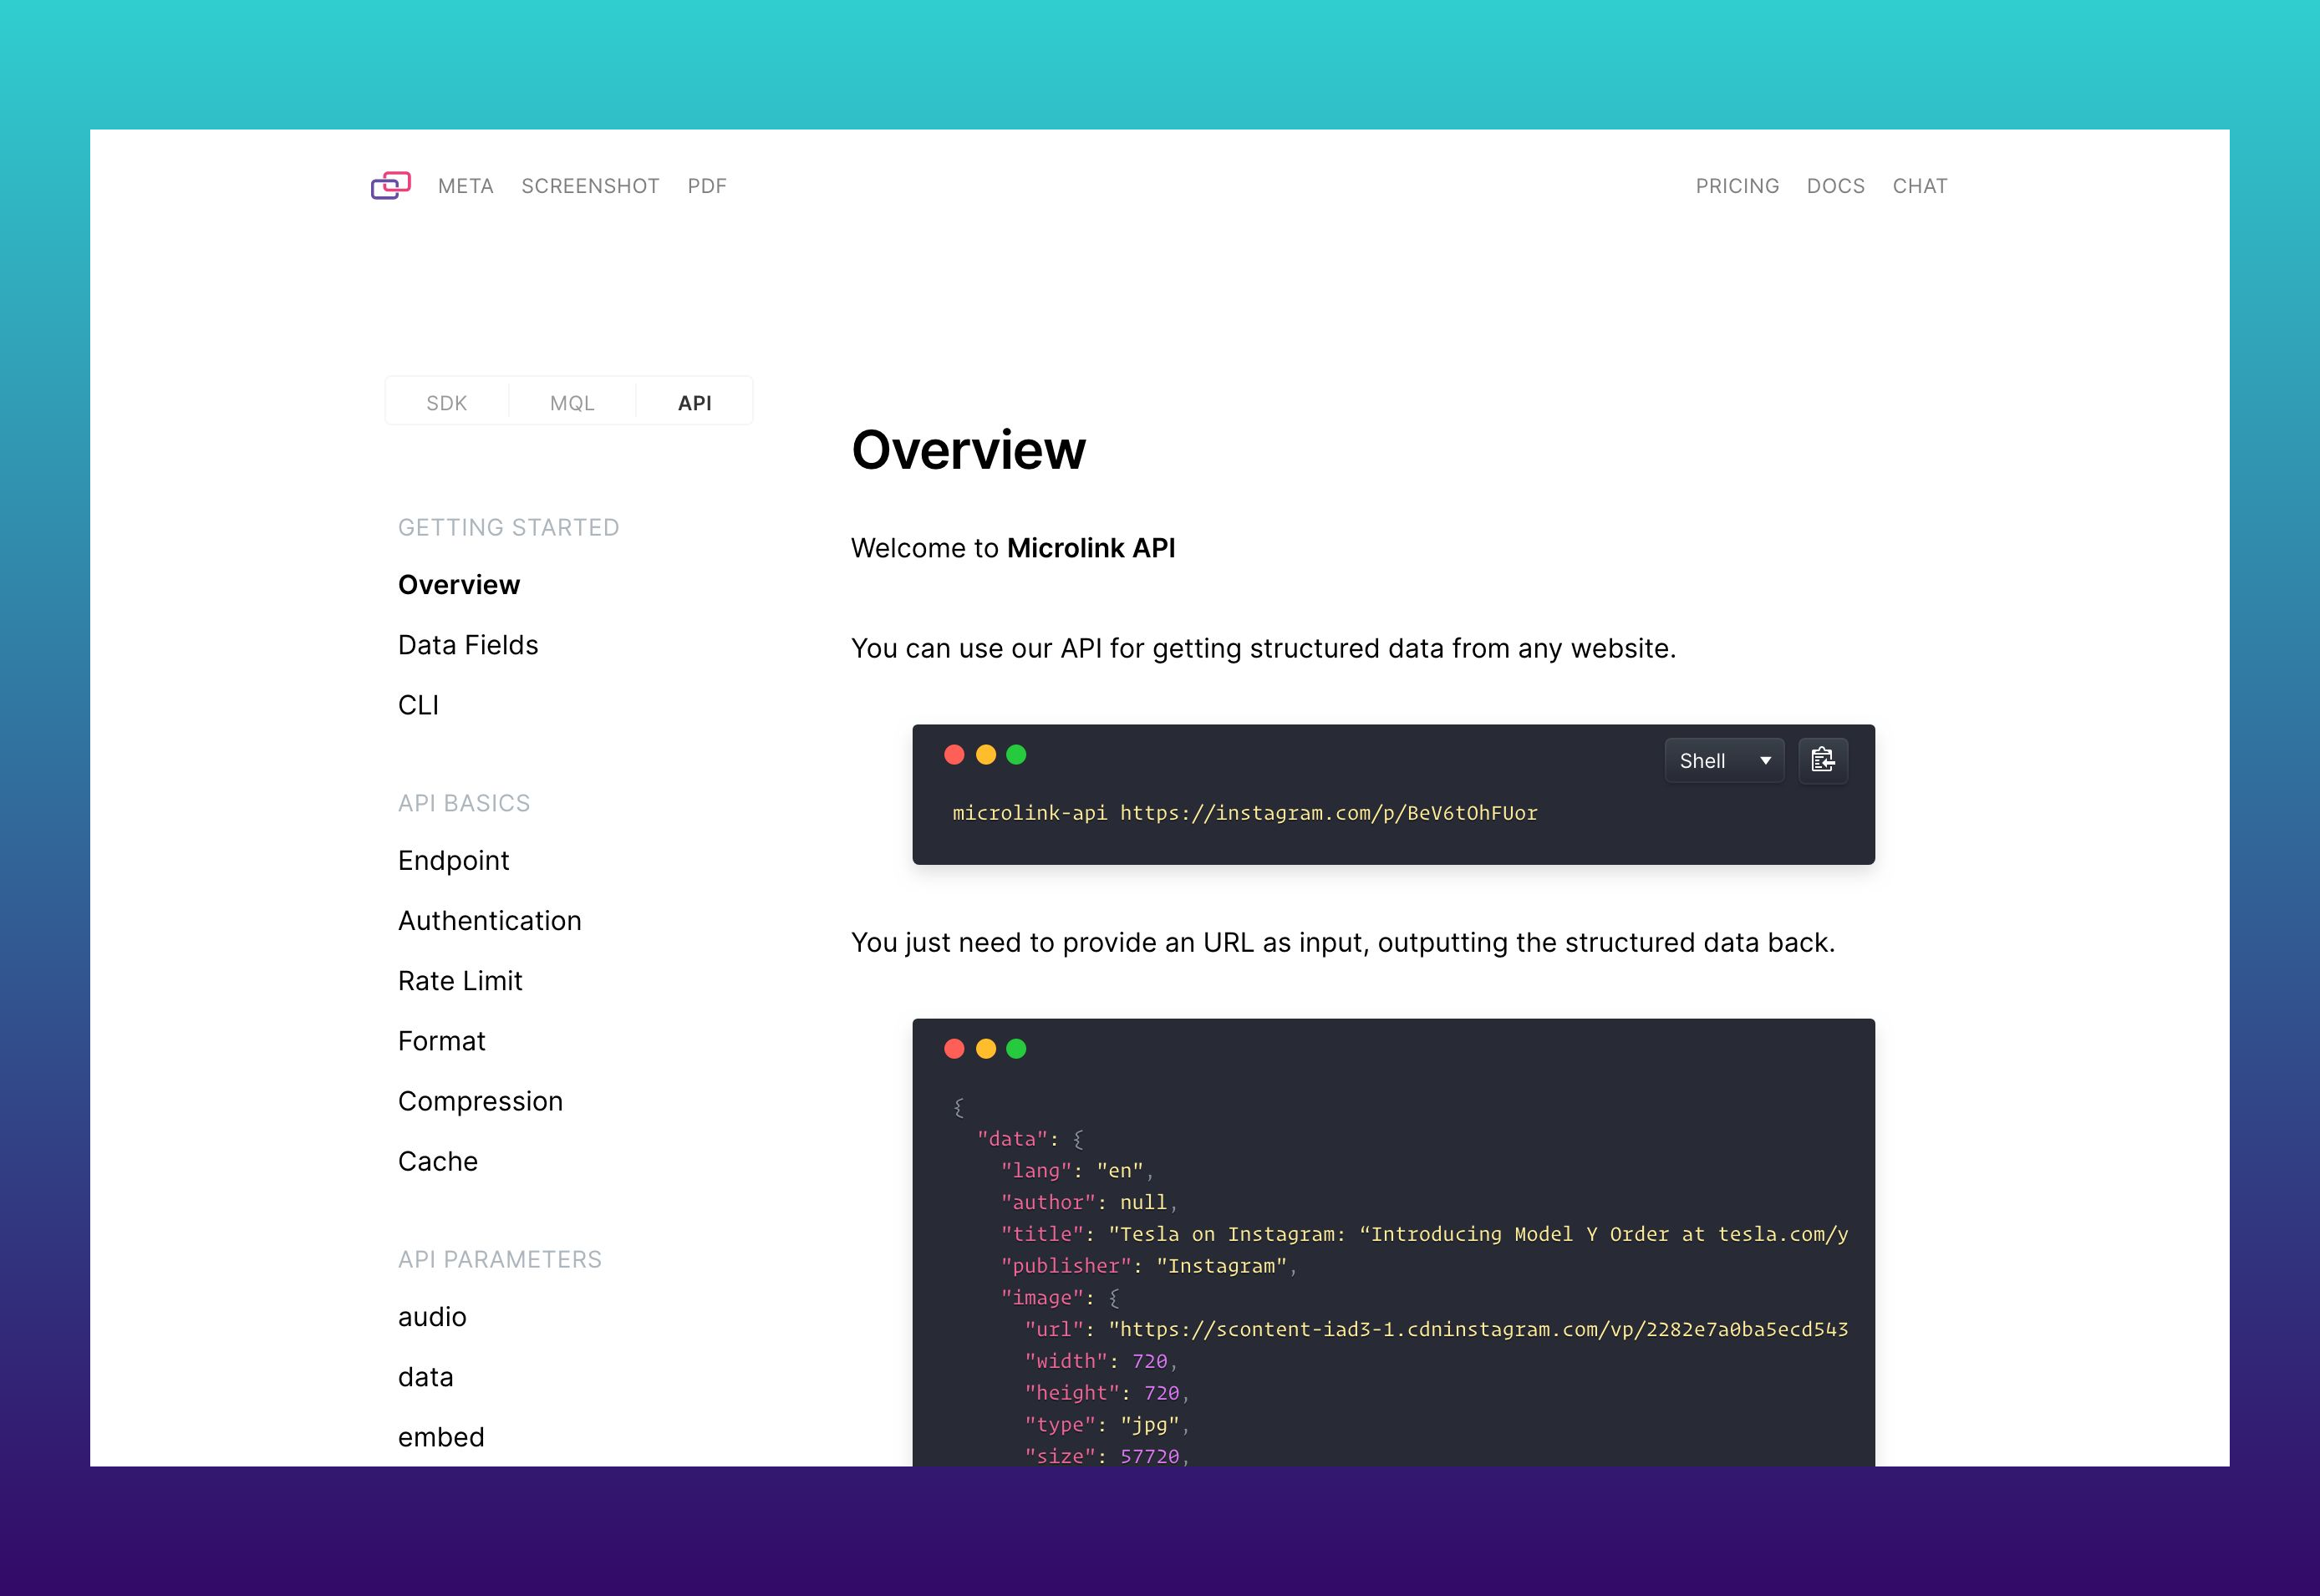 META SCREENSHOT PDF PRICING DOCS CHAT
SDK MQL API
GETTING STARTED
Overview
Data Fields
CLI
API BASICS
Endpoint
Authentication
Rate Limit
Format
Compression
Cache
API PARAMETERS
audio
data
embed
Overview
Welcome to Microlink API
You can use our API for getting structured data from any website.
Shell
microlink-api https://instagram.com/p/BeV6tOhFUor
You just need to provide an URL as input, outputting the structured data back.
{
"data": {
"lang": "en",
"author": null,
"title": "Tesla on Instagram: “Introducing Model Y Order at tesla.com/y
"publisher": "Instagram",
"image": {
"url": "https://scontent-iad3-1.cdninstagram.com/vp/2282e7a0ba5ecd543
"width": 720,
"height": 720,
"type": "jpg",
"size": 57720,